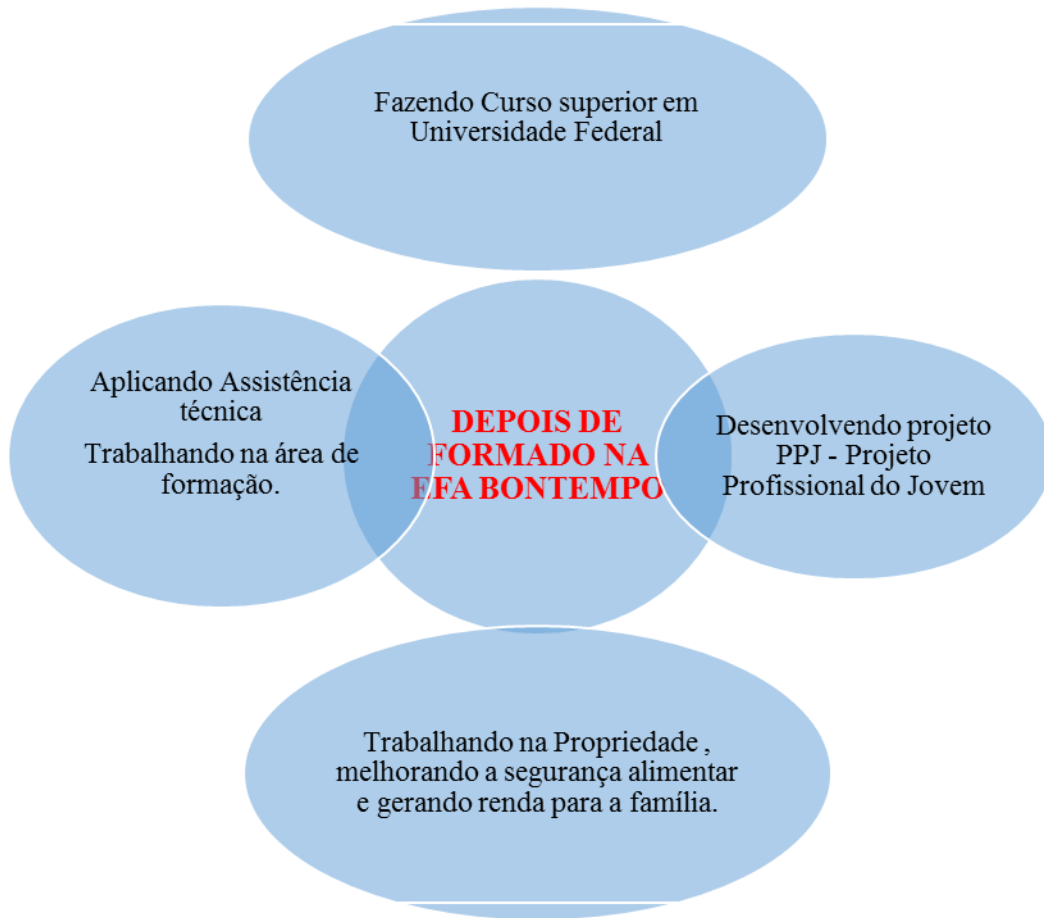 Fazendo Curso superior em
Universidade Federal
Aplicando Assistência
técnica
Trabalhando na área de
formação.
DEPOIS DE
FORMADO NA
EFA BONTEMPO
Desenvolvendo projeto
PPJ - Projeto
Profissional do Jovem
Trabalhando na Propriedade ,
melhorando a segurança alimentar
e gerando renda para a família.